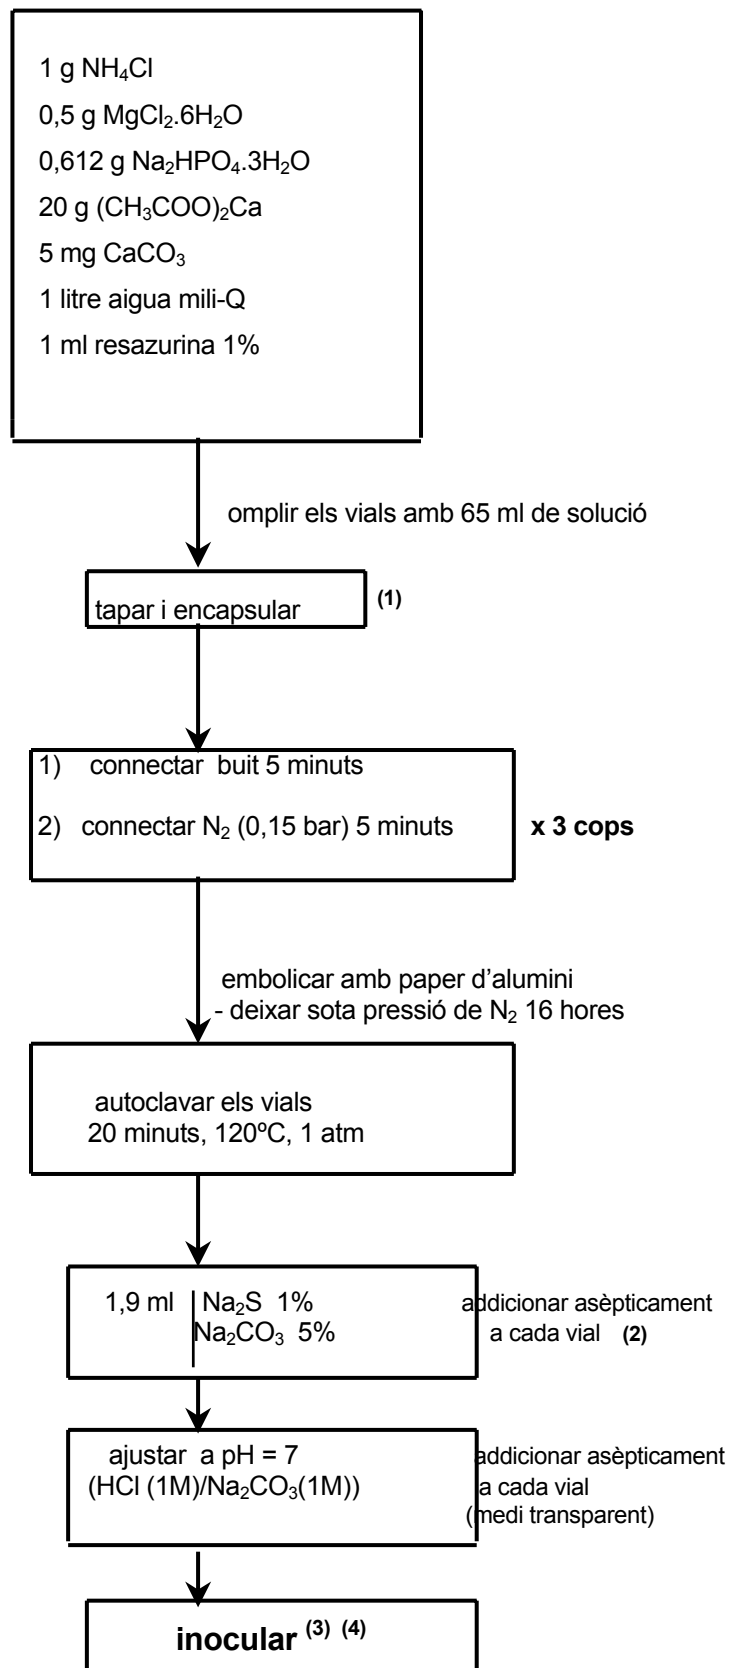 1 g NH₄Cl
0,5 g MgCl₂.6H₂O
0,612 g Na₂HPO₄.3H₂O
20 g (CH₃COO)₂Ca
5 mg CaCO₃
1 litre aigua mili-Q
1 ml resazurina 1%
omplir els vials amb 65 ml de solució
tapar i encapsular (1)
1) connectar buit 5 minuts
2) connectar N₂ (0,15 bar) 5 minuts x 3 cops
embolicar amb paper d’alumini
- deixar sota pressió de N₂ 16 hores
autoclavar els vials
20 minuts, 120ºC, 1 atm
1,9 ml Na₂S 1% addicionar asèpticament
Na₂CO₃ 5% a cada vial (2)
ajustar a pH = 7 addicionar asèpticament
(HCl (1M)/Na₂CO₃(1M)) a cada vial
(medi transparent)
inocular (3) (4)